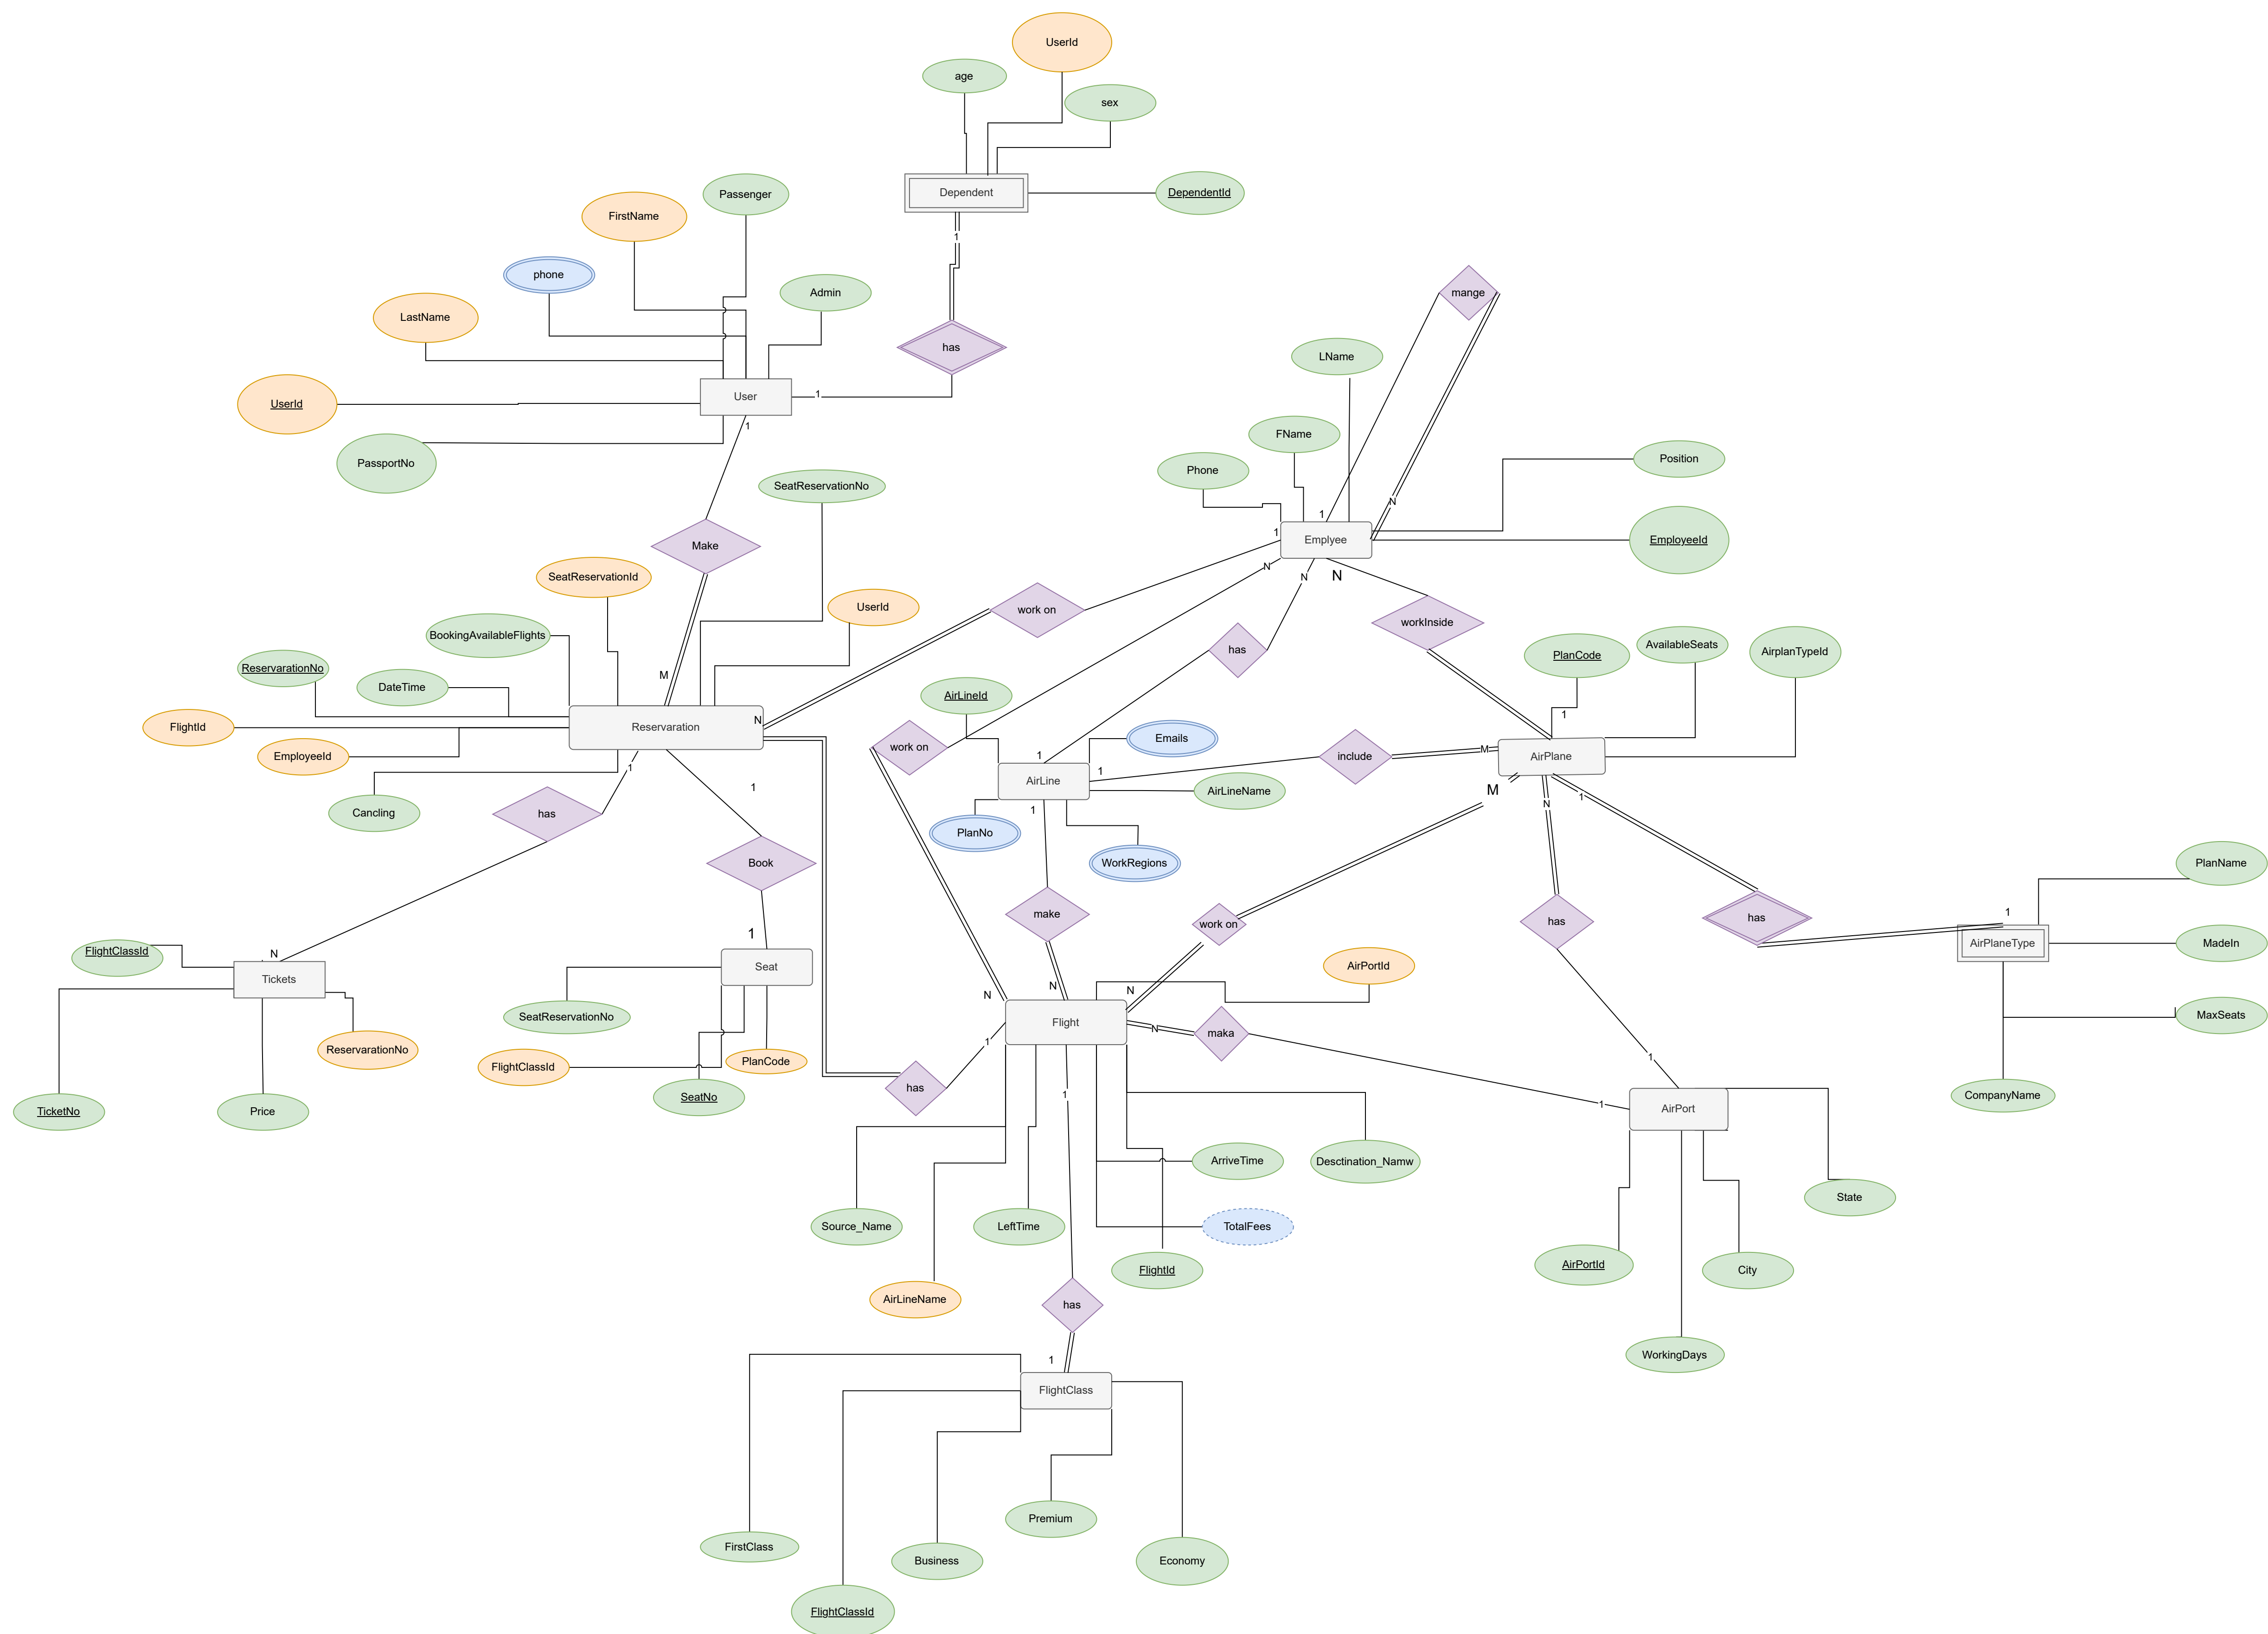 UserId
age
sex
Dependent
DependentId
1
Passenger
FirstName
phone
Admin
LastName
has
User
1
UserId
PassportNo
1
mange
LName
FName
Phone
Position
N
1
1
Emplyee
EmployeeId
N
N
N
SeatReservationNo
Make
SeatReservationId
UserId
work on
workInside
has
BookingAvailableFlights
ReservarationNo
DateTime
M
FlightId
Reservaration
N
EmployeeId
1
Cancling
has
1
Book
PlanCode
AvailableSeats
AirplanTypeId
AirLineId
1
work on
Emails
1
include
M
AirPlane
1
AirLine
1
AirLineName
M
N
1
1
PlanNo
WorkRegions
make
work on
has
has
1
PlanName
AirPlaneType
MadeIn
MaxSeats
CompanyName
FlightClassId
N
Tickets
1
Seat
SeatReservationNo
ReservarationNo
FlightClassId
PlanCode
SeatNo
TicketNo
Price
AirPortId
N
N
N
Flight
N
maka
1
has
1
1
1
AirPort
ArriveTime
Desctination_Namw
State
Source_Name
LeftTime
TotalFees
AirPortId
City
FlightId
AirLineName
has
WorkingDays
1
FlightClass
Premium
FirstClass
Business
Economy
FlightClassId